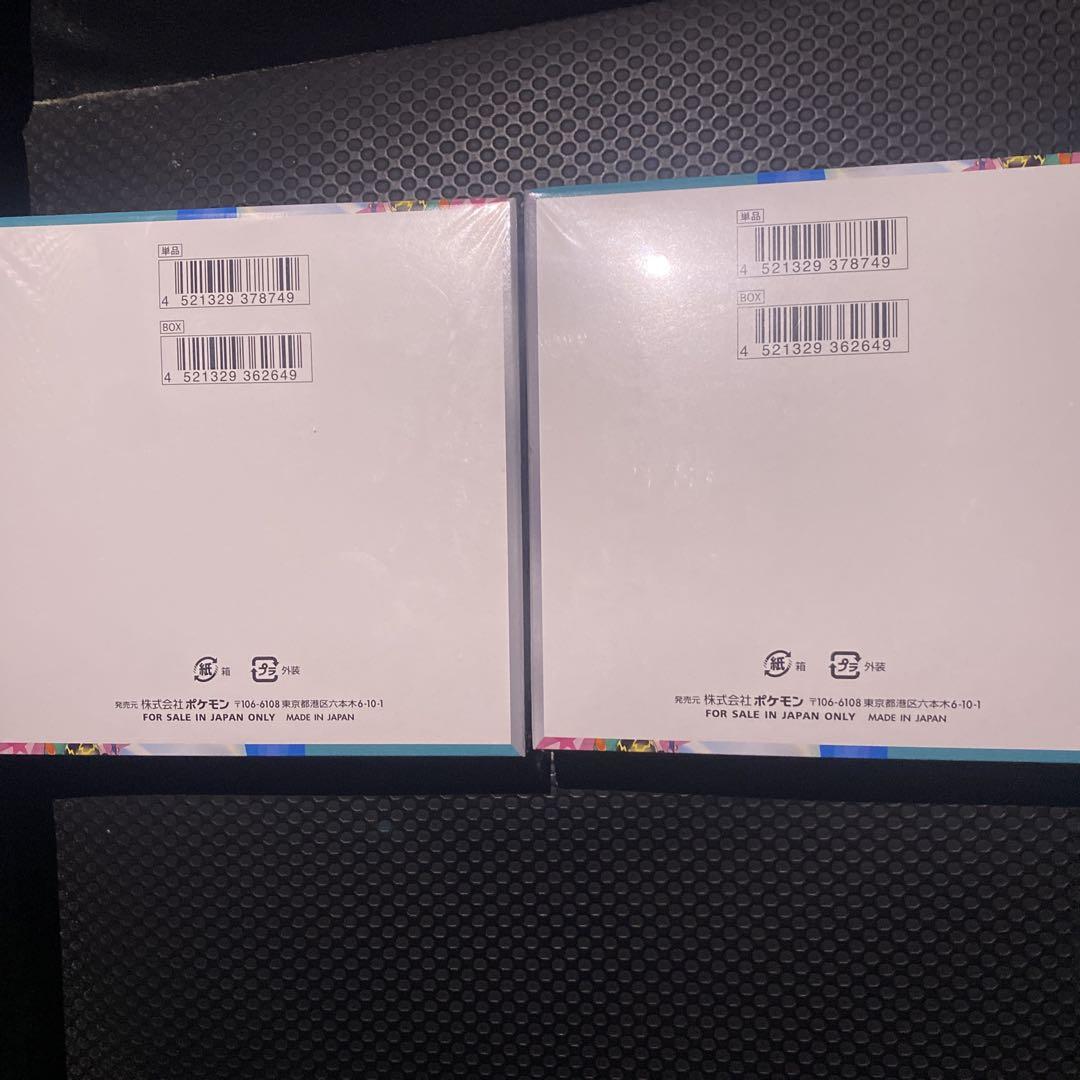 単品
4 521329 378749
BOX
4 521329 362649
紙 箱 プラ 外装
発売元 株式会社ポケモン 〒106-6108 東京都港区六本木6-10-1
FOR SALE IN JAPAN ONLY MADE IN JAPAN
単品
4 521329 378749
BOX
4 521329 362649
紙 箱 プラ 外装
発売元 株式会社ポケモン 〒106-6108 東京都港区六本木6-10-1
FOR SALE IN JAPAN ONLY MADE IN JAPAN